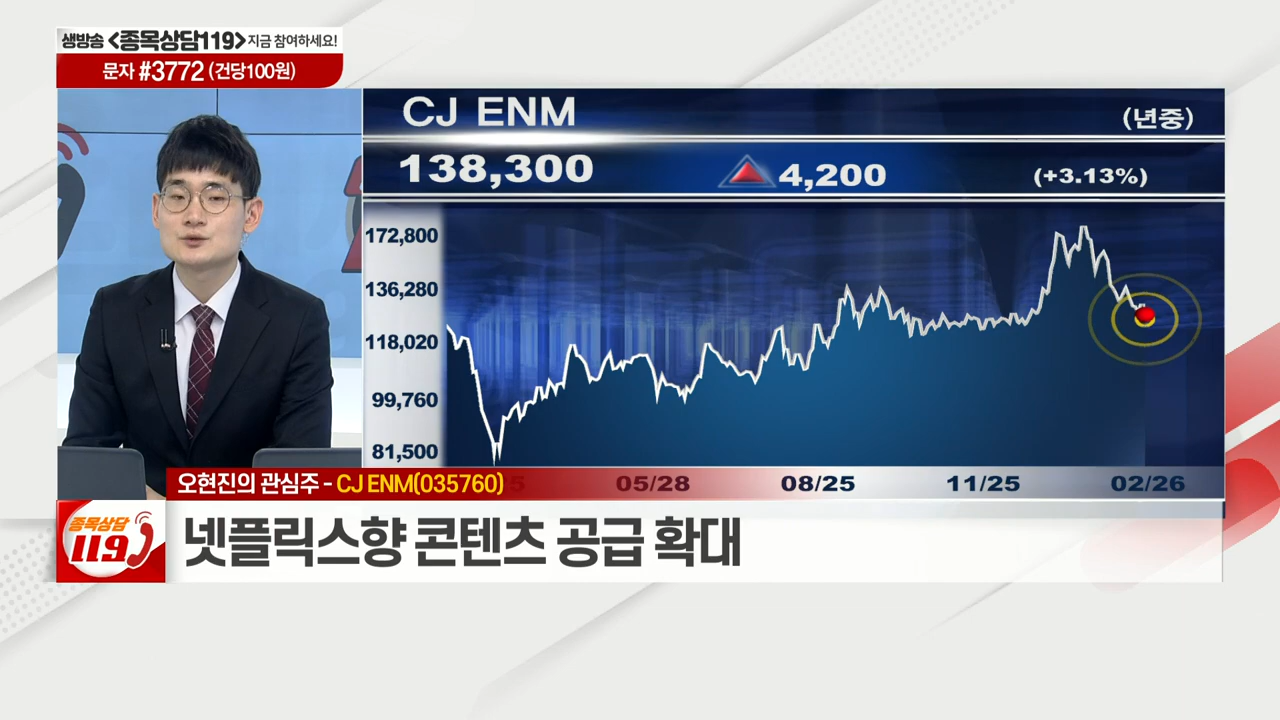 생방송 <종목상담119> 지금 참여하세요!
문자 #3772 (건당100원)
CJ ENM
(년중)
138,300
4,200
(+3.13%)
172,800
136,280
118,020
99,760
81,500
05/28
08/25
11/25
02/26
오현진의 관심주 - CJ ENM(035760)
종목상담
119
넷플릭스향 콘텐츠 공급 확대